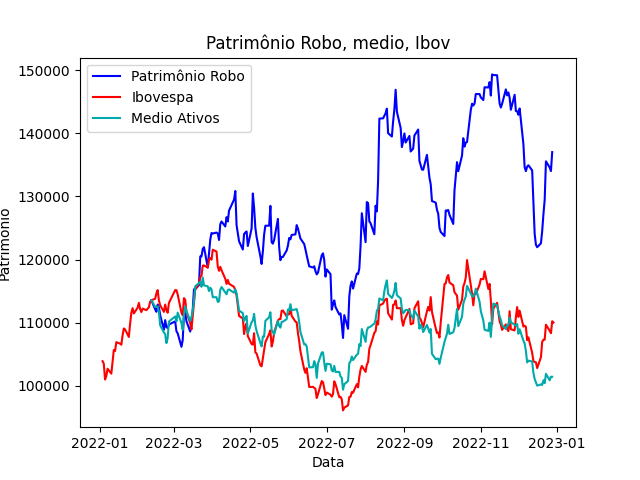 Patrimônio Robo, medio, Ibov
Patrimônio Robo
Ibovespa
Medio Ativos
Patrimonio
150000
140000
130000
120000
110000
100000
2022-01 2022-03 2022-05 2022-07 2022-09 2022-11 2023-01
Data